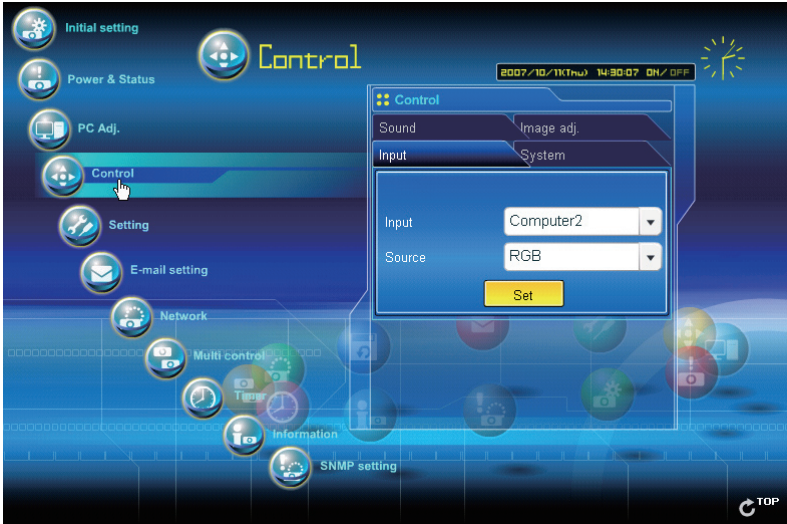 Initial setting
Control
2007/10/11(Thu) 14:30:07 ON/OFF
Power & Status
Control
PC Adj.
Sound
Image adj.
Input
System
Control
Input
Computer2
Setting
Source
RGB
E-mail setting
Set
Network
Multi control
Timer
Information
SNMP setting
TOP